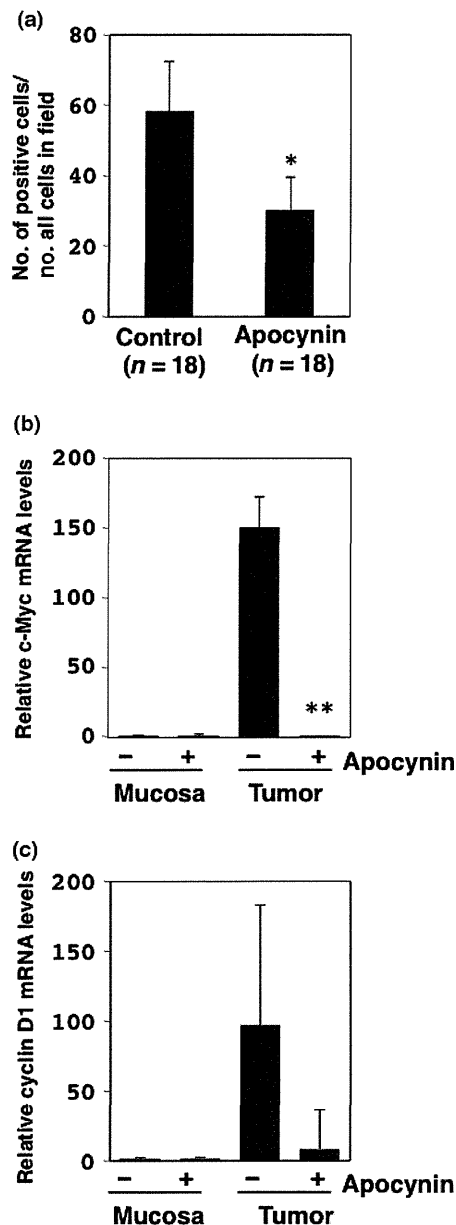 (a)
No. of positive cells/
no. all cells in field
80
60
40
20
0
*
Control
(n = 18)
Apocynin
(n = 18)
(b)
Relative c-Myc mRNA levels
200
150
100
50
0
**
− + − + Apocynin
Mucosa Tumor
(c)
Relative cyclin D1 mRNA levels
200
150
100
50
0
− + − + Apocynin
Mucosa Tumor